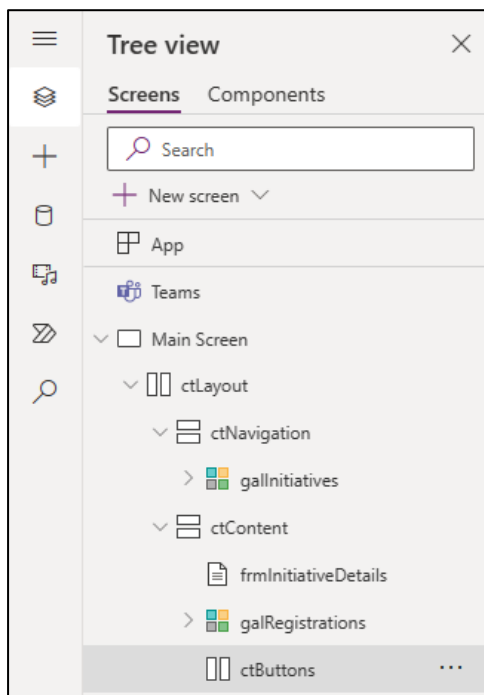 Tree view
Screens Components
Search
New screen
App
Teams
Main Screen
ctLayout
ctNavigation
galInitiatives
ctContent
frmInitiativeDetails
galRegistrations
ctButtons